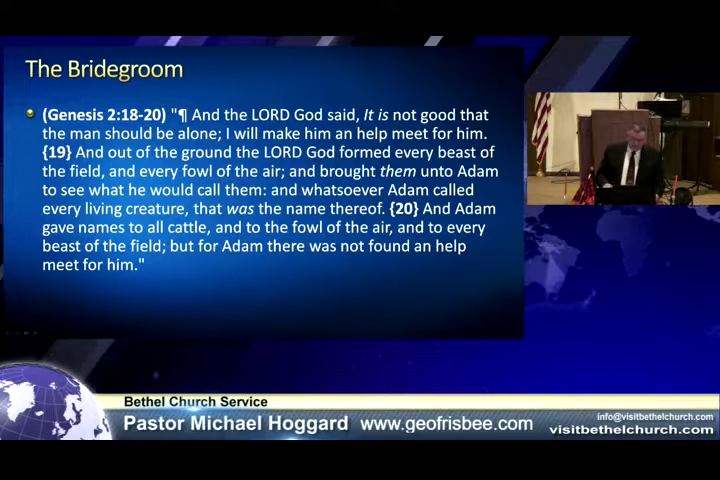 The Bridegroom
(Genesis 2:18-20) "¶ And the LORD God said, It is not good that
the man should be alone; I will make him an help meet for him.
{19} And out of the ground the LORD God formed every beast of
the field, and every fowl of the air; and brought them unto Adam
to see what he would call them: and whatsoever Adam called
every living creature, that was the name thereof. {20} And Adam
gave names to all cattle, and to the fowl of the air, and to every
beast of the field; but for Adam there was not found an help
meet for him."
Bethel Church Service
Pastor Michael Hoggard www.geofrisbee.com
info@visitbethelchurch.com
visitbethelchurch.com